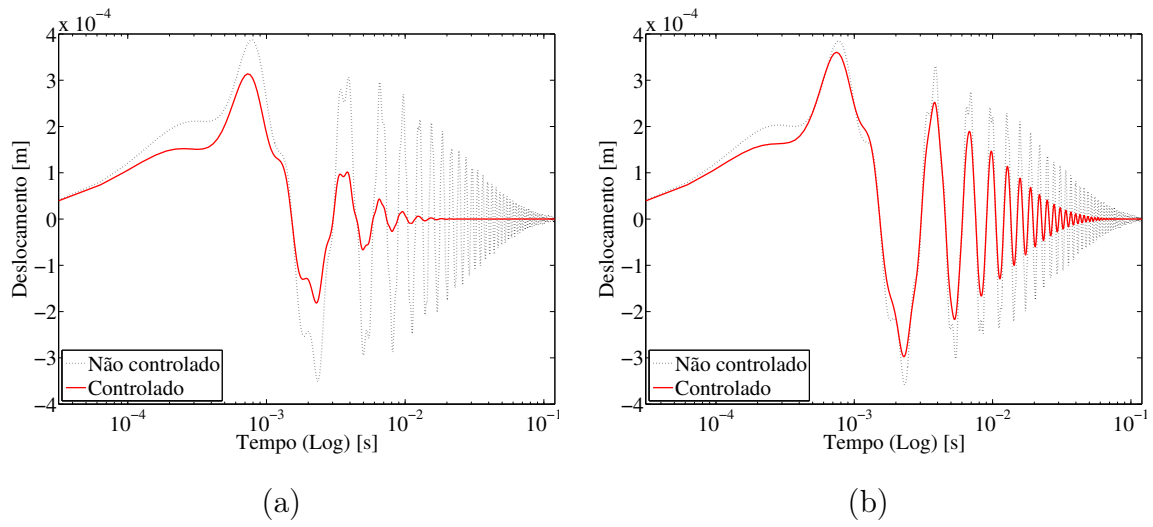 x 10⁻⁴
4
3
2
1
0
−1
−2
−3
−4
Deslocamento [m]
Não controlado
Controlado
10⁻⁴
10⁻³
10⁻²
10⁻¹
Tempo (Log) [s]
(a)
x 10⁻⁴
4
3
2
1
0
−1
−2
−3
−4
Deslocamento [m]
Não controlado
Controlado
10⁻⁴
10⁻³
10⁻²
10⁻¹
Tempo (Log) [s]
(b)